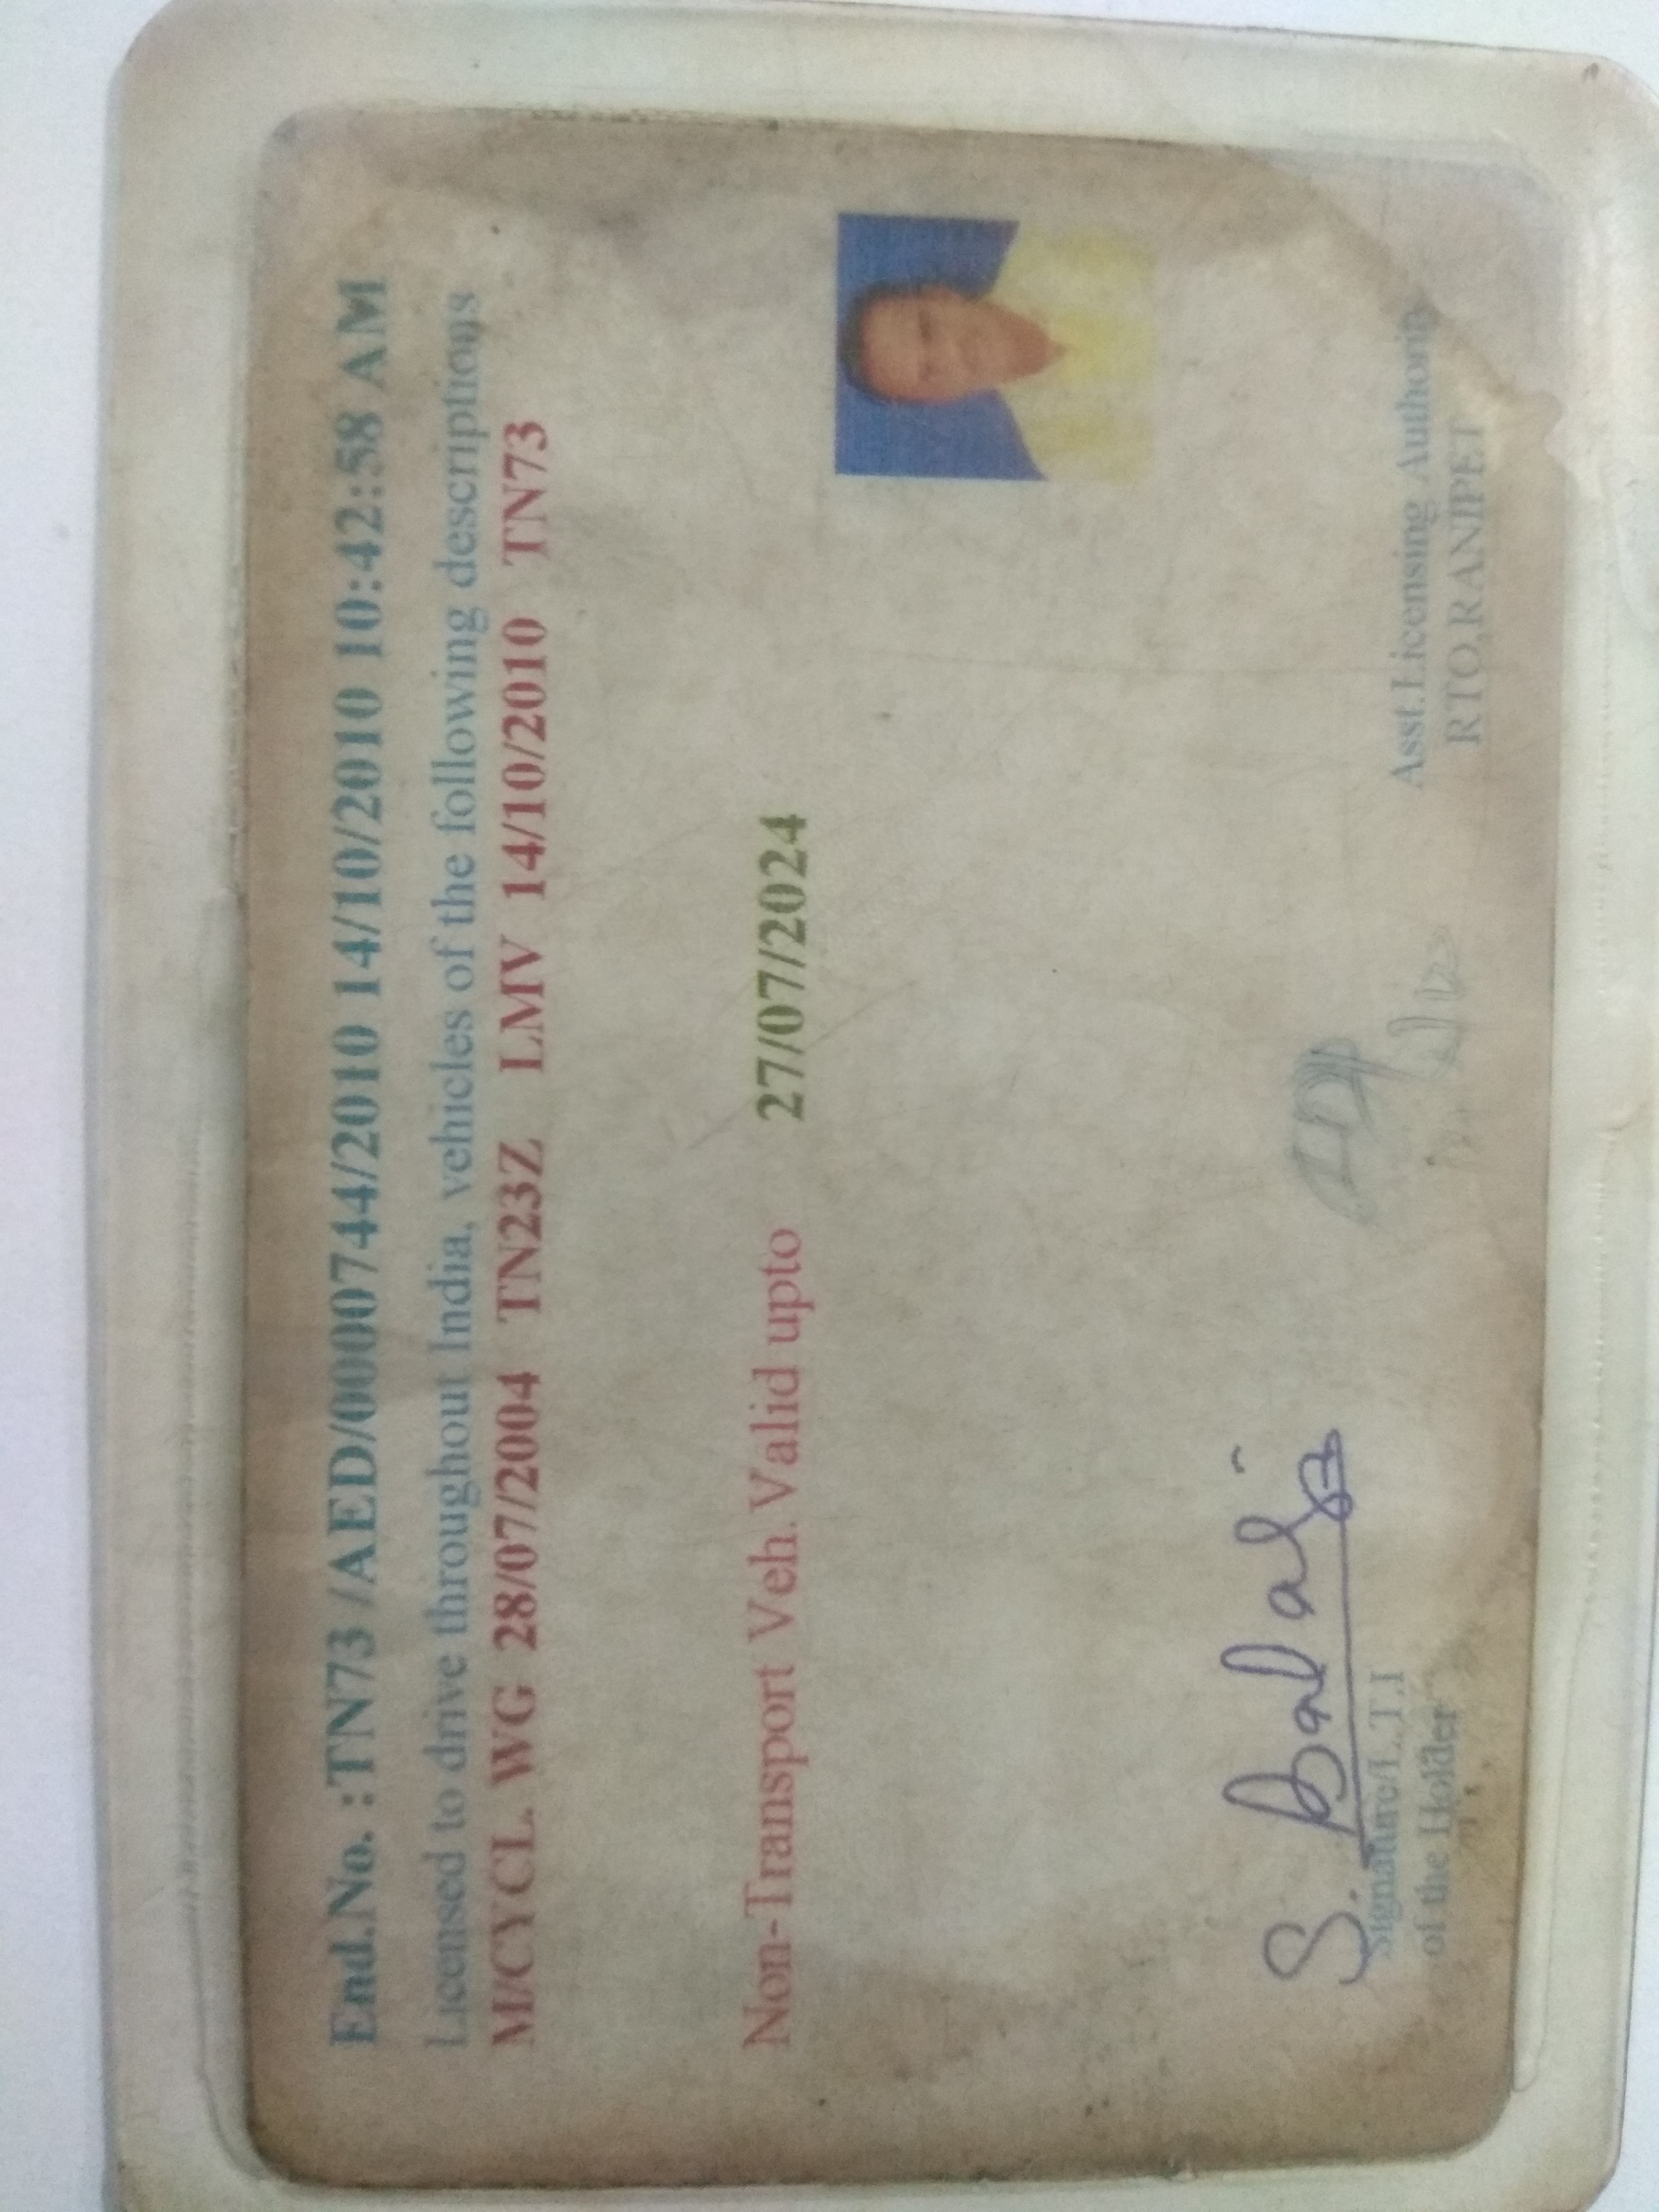 End.No. :TN73 /AED/0000744/2010 14/10/2010 10:42:58 AM
Licensed to drive throughout India, vehicles of the following descriptions
M/CYCL. WG 28/07/2004 TN23Z LMV 14/10/2010 TN73
Non-Transport Veh. Valid upto 27/07/2024
S. Balaji
Signature/L.T.I
of the Holder
Asst.Licensing Authority
RTO,RANIPET